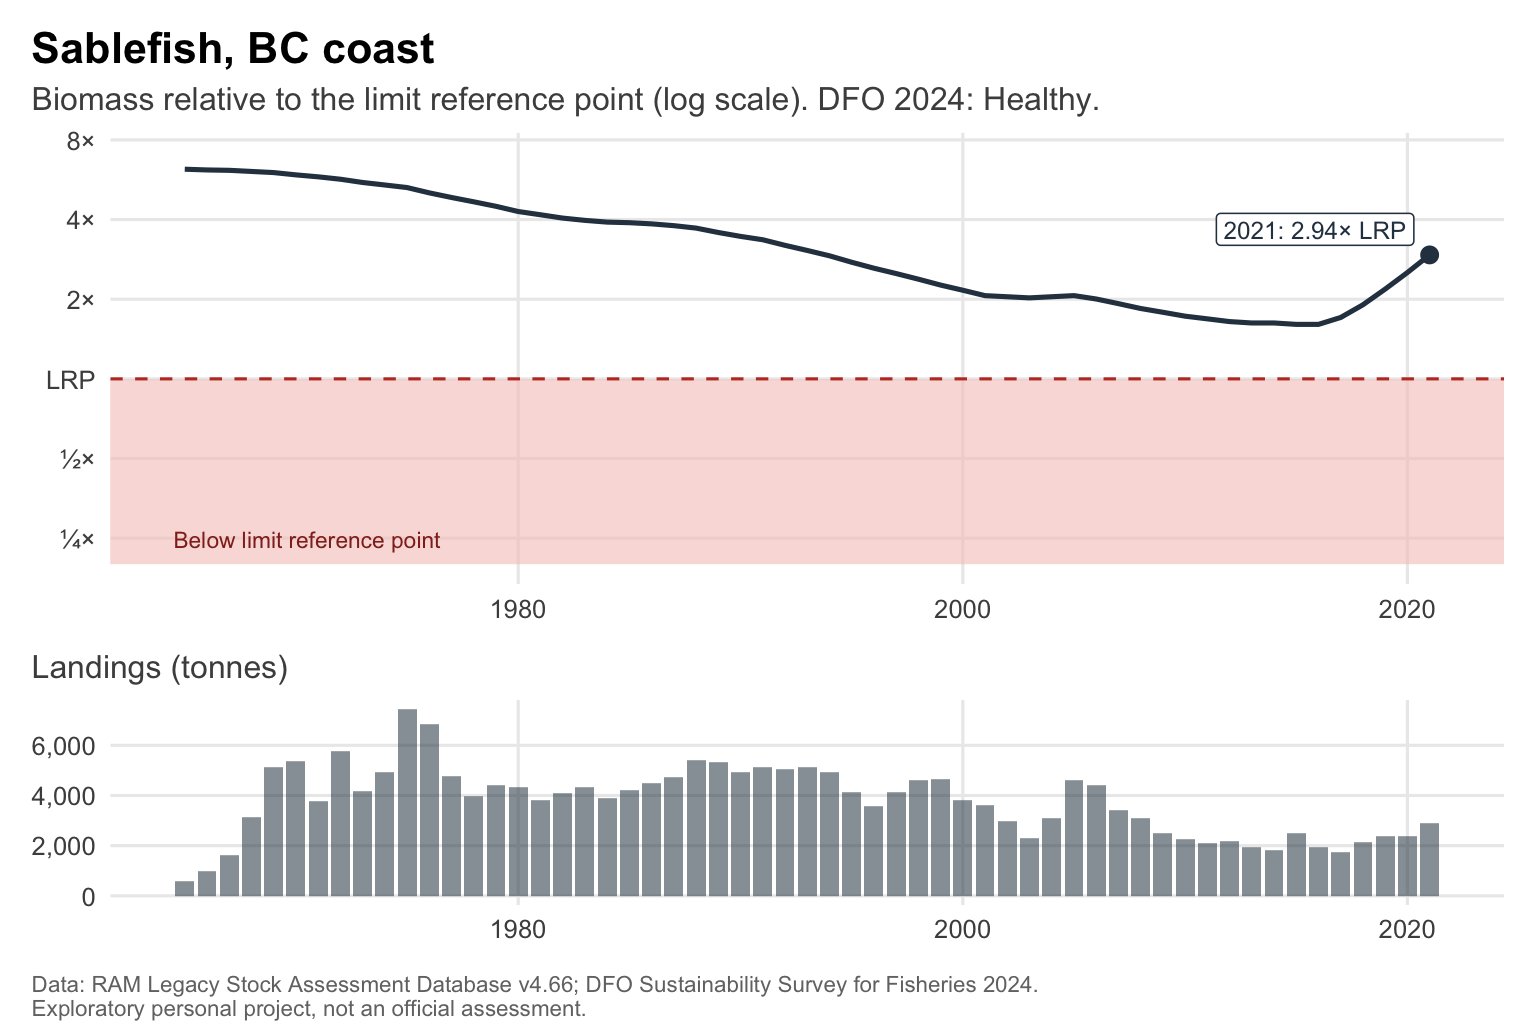 Sablefish, BC coast
Biomass relative to the limit reference point (log scale). DFO 2024: Healthy.
8×
4×
2021: 2.94× LRP
2×
LRP
½×
¼×
Below limit reference point
1980
2000
2020
Landings (tonnes)
6,000
4,000
2,000
0
1980
2000
2020
Data: RAM Legacy Stock Assessment Database v4.66; DFO Sustainability Survey for Fisheries 2024.
Exploratory personal project, not an official assessment.